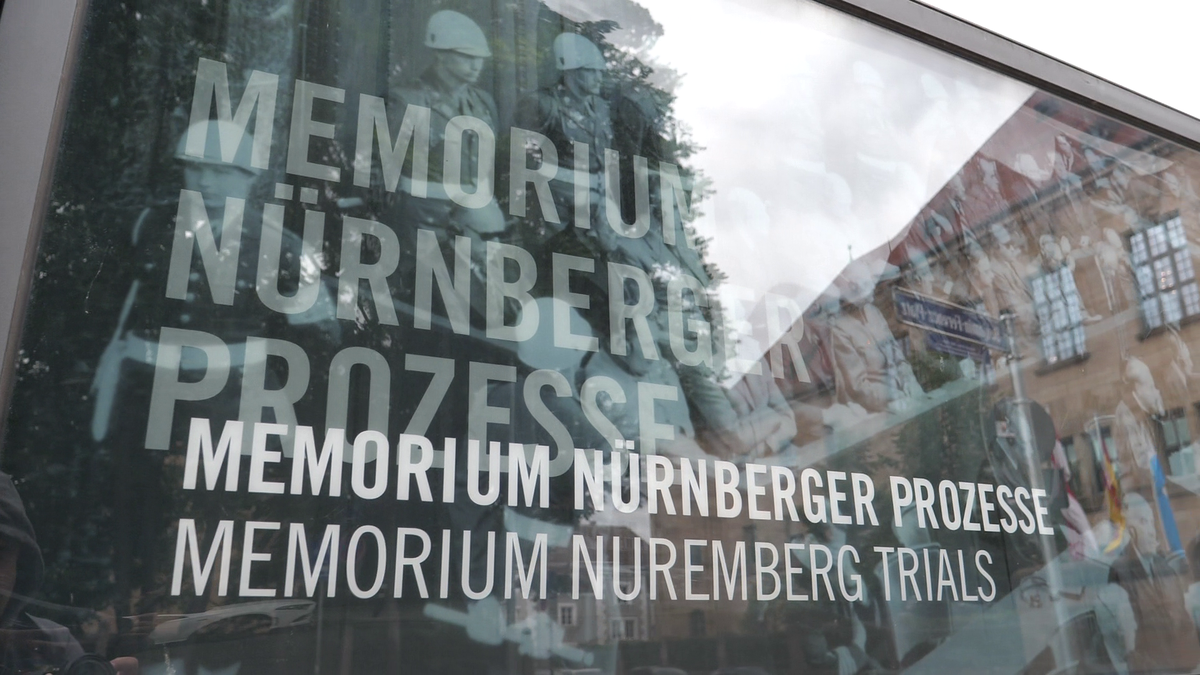 MEMORIUM
NÜRNBERGER
PROZESSE
MEMORIUM NÜRNBERGER PROZESSE
MEMORIUM NUREMBERG TRIALS